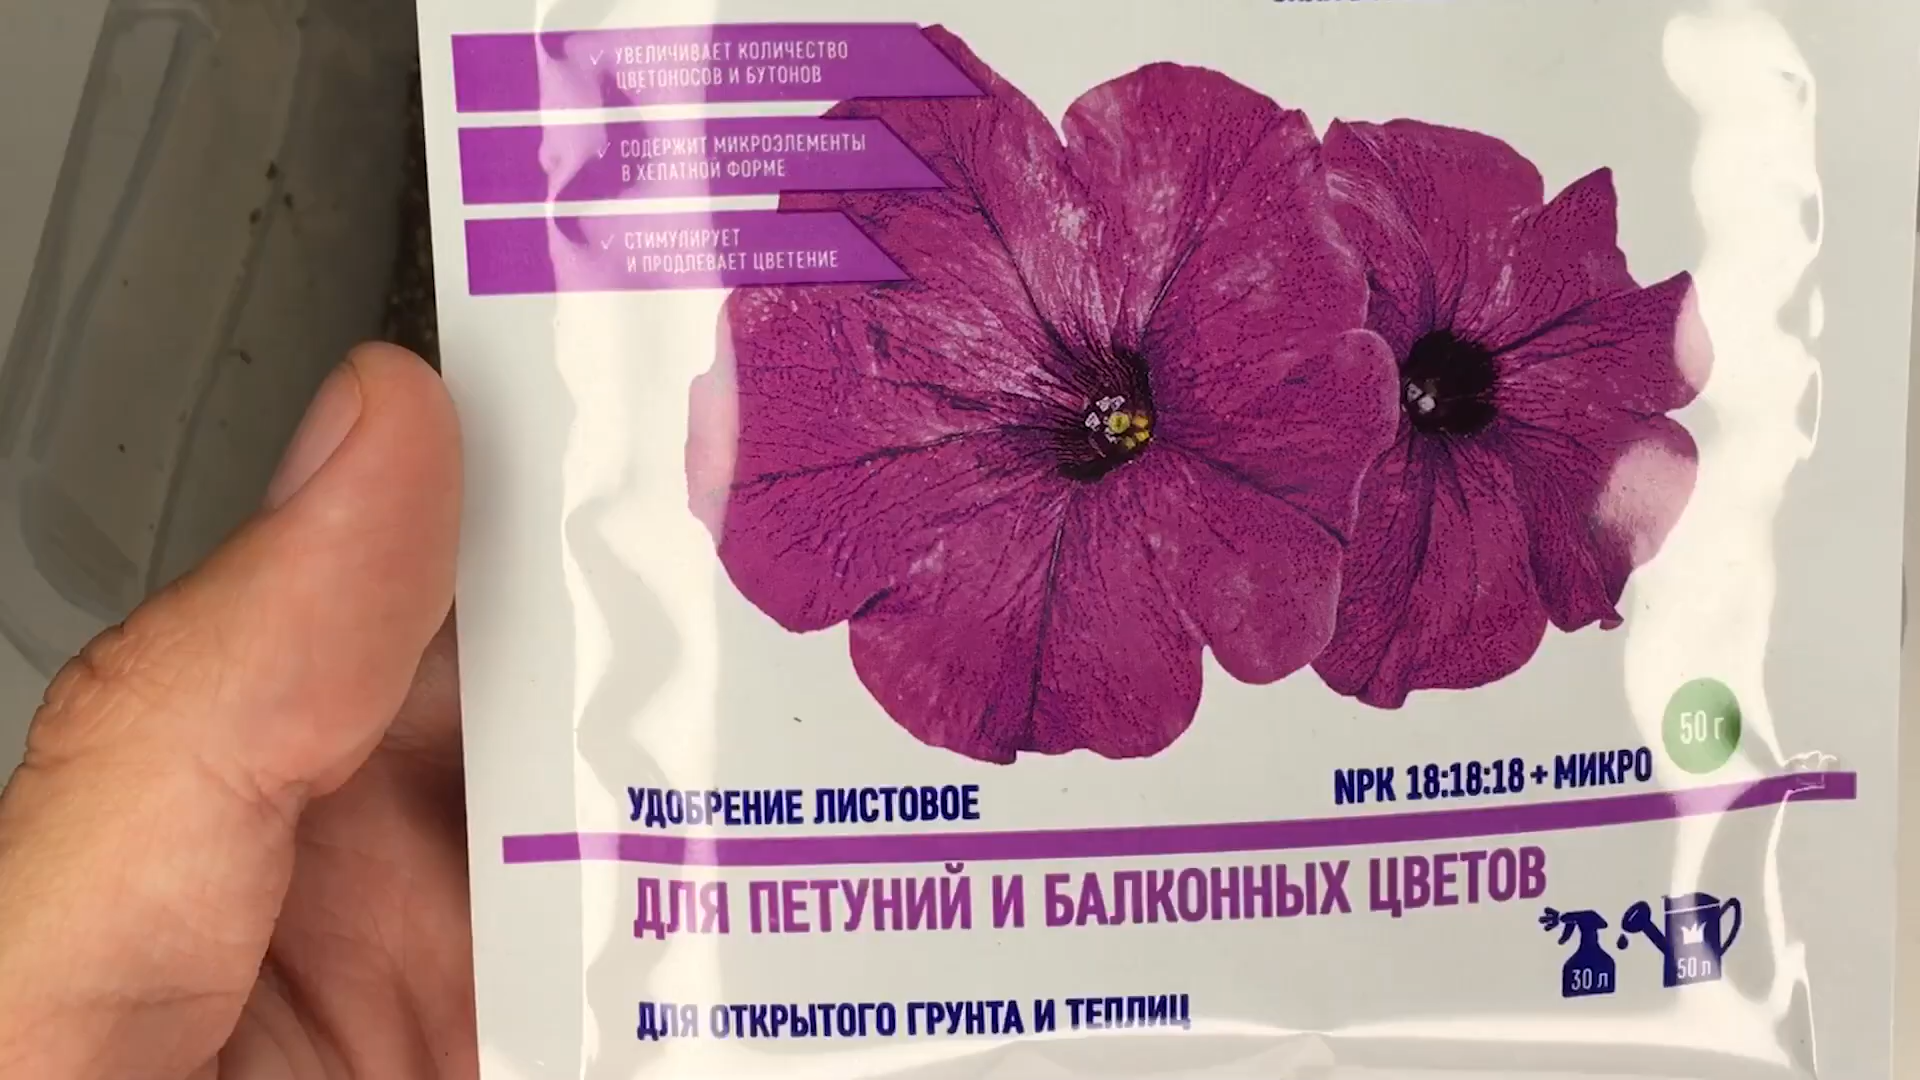 ✓ УВЕЛИЧИВАЕТ КОЛИЧЕСТВО
ЦВЕТОНОСОВ И БУТОНОВ
✓ СОДЕРЖИТ МИКРОЭЛЕМЕНТЫ
В ХЕЛАТНОЙ ФОРМЕ
✓ СТИМУЛИРУЕТ
И ПРОДЛЕВАЕТ ЦВЕТЕНИЕ
50 г
УДОБРЕНИЕ ЛИСТОВОЕ
NPK 18:18:18 + МИКРО
ДЛЯ ПЕТУНИЙ И БАЛКОННЫХ ЦВЕТОВ
30 л
50 л
ДЛЯ ОТКРЫТОГО ГРУНТА И ТЕПЛИЦ